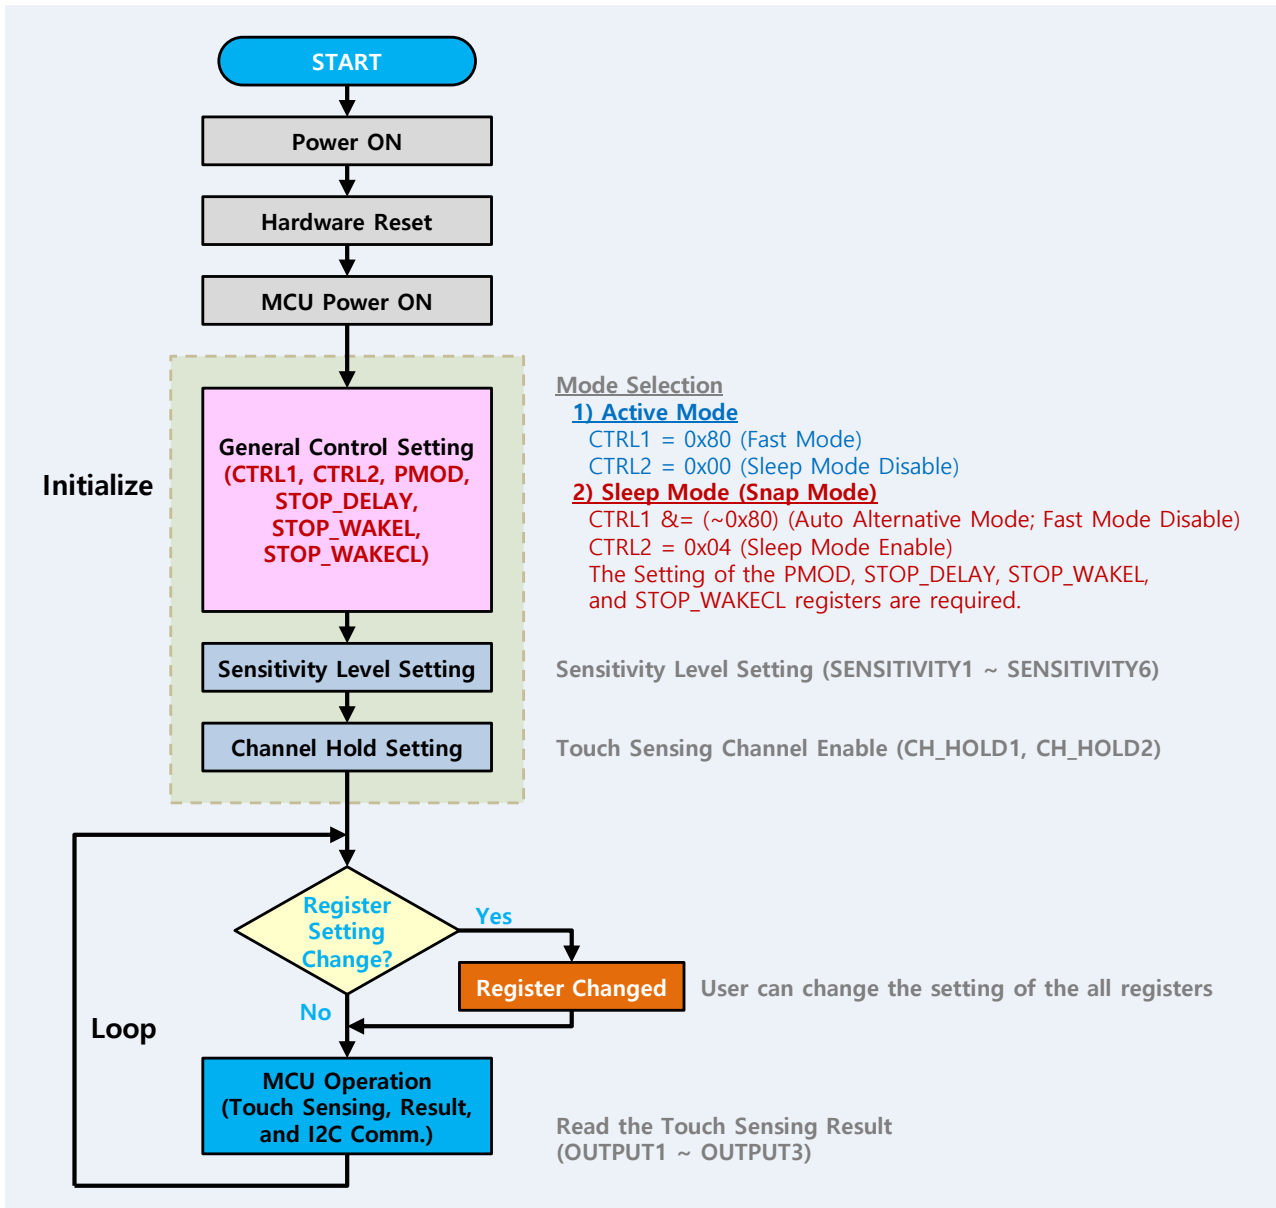 START
Power ON
Hardware Reset
MCU Power ON
Initialize
General Control Setting
(CTRL1, CTRL2, PMOD,
STOP_DELAY,
STOP_WAKEL,
STOP_WAKECL)
Mode Selection
1) Active Mode
CTRL1 = 0x80 (Fast Mode)
CTRL2 = 0x00 (Sleep Mode Disable)
2) Sleep Mode (Snap Mode)
CTRL1 &= (~0x80) (Auto Alternative Mode; Fast Mode Disable)
CTRL2 = 0x04 (Sleep Mode Enable)
The Setting of the PMOD, STOP_DELAY, STOP_WAKEL,
and STOP_WAKECL registers are required.
Sensitivity Level Setting
Sensitivity Level Setting (SENSITIVITY1 ~ SENSITIVITY6)
Channel Hold Setting
Touch Sensing Channel Enable (CH_HOLD1, CH_HOLD2)
Register
Setting
Change?
Yes
Register Changed
User can change the setting of the all registers
No
Loop
MCU Operation
(Touch Sensing, Result,
and I2C Comm.)
Read the Touch Sensing Result
(OUTPUT1 ~ OUTPUT3)